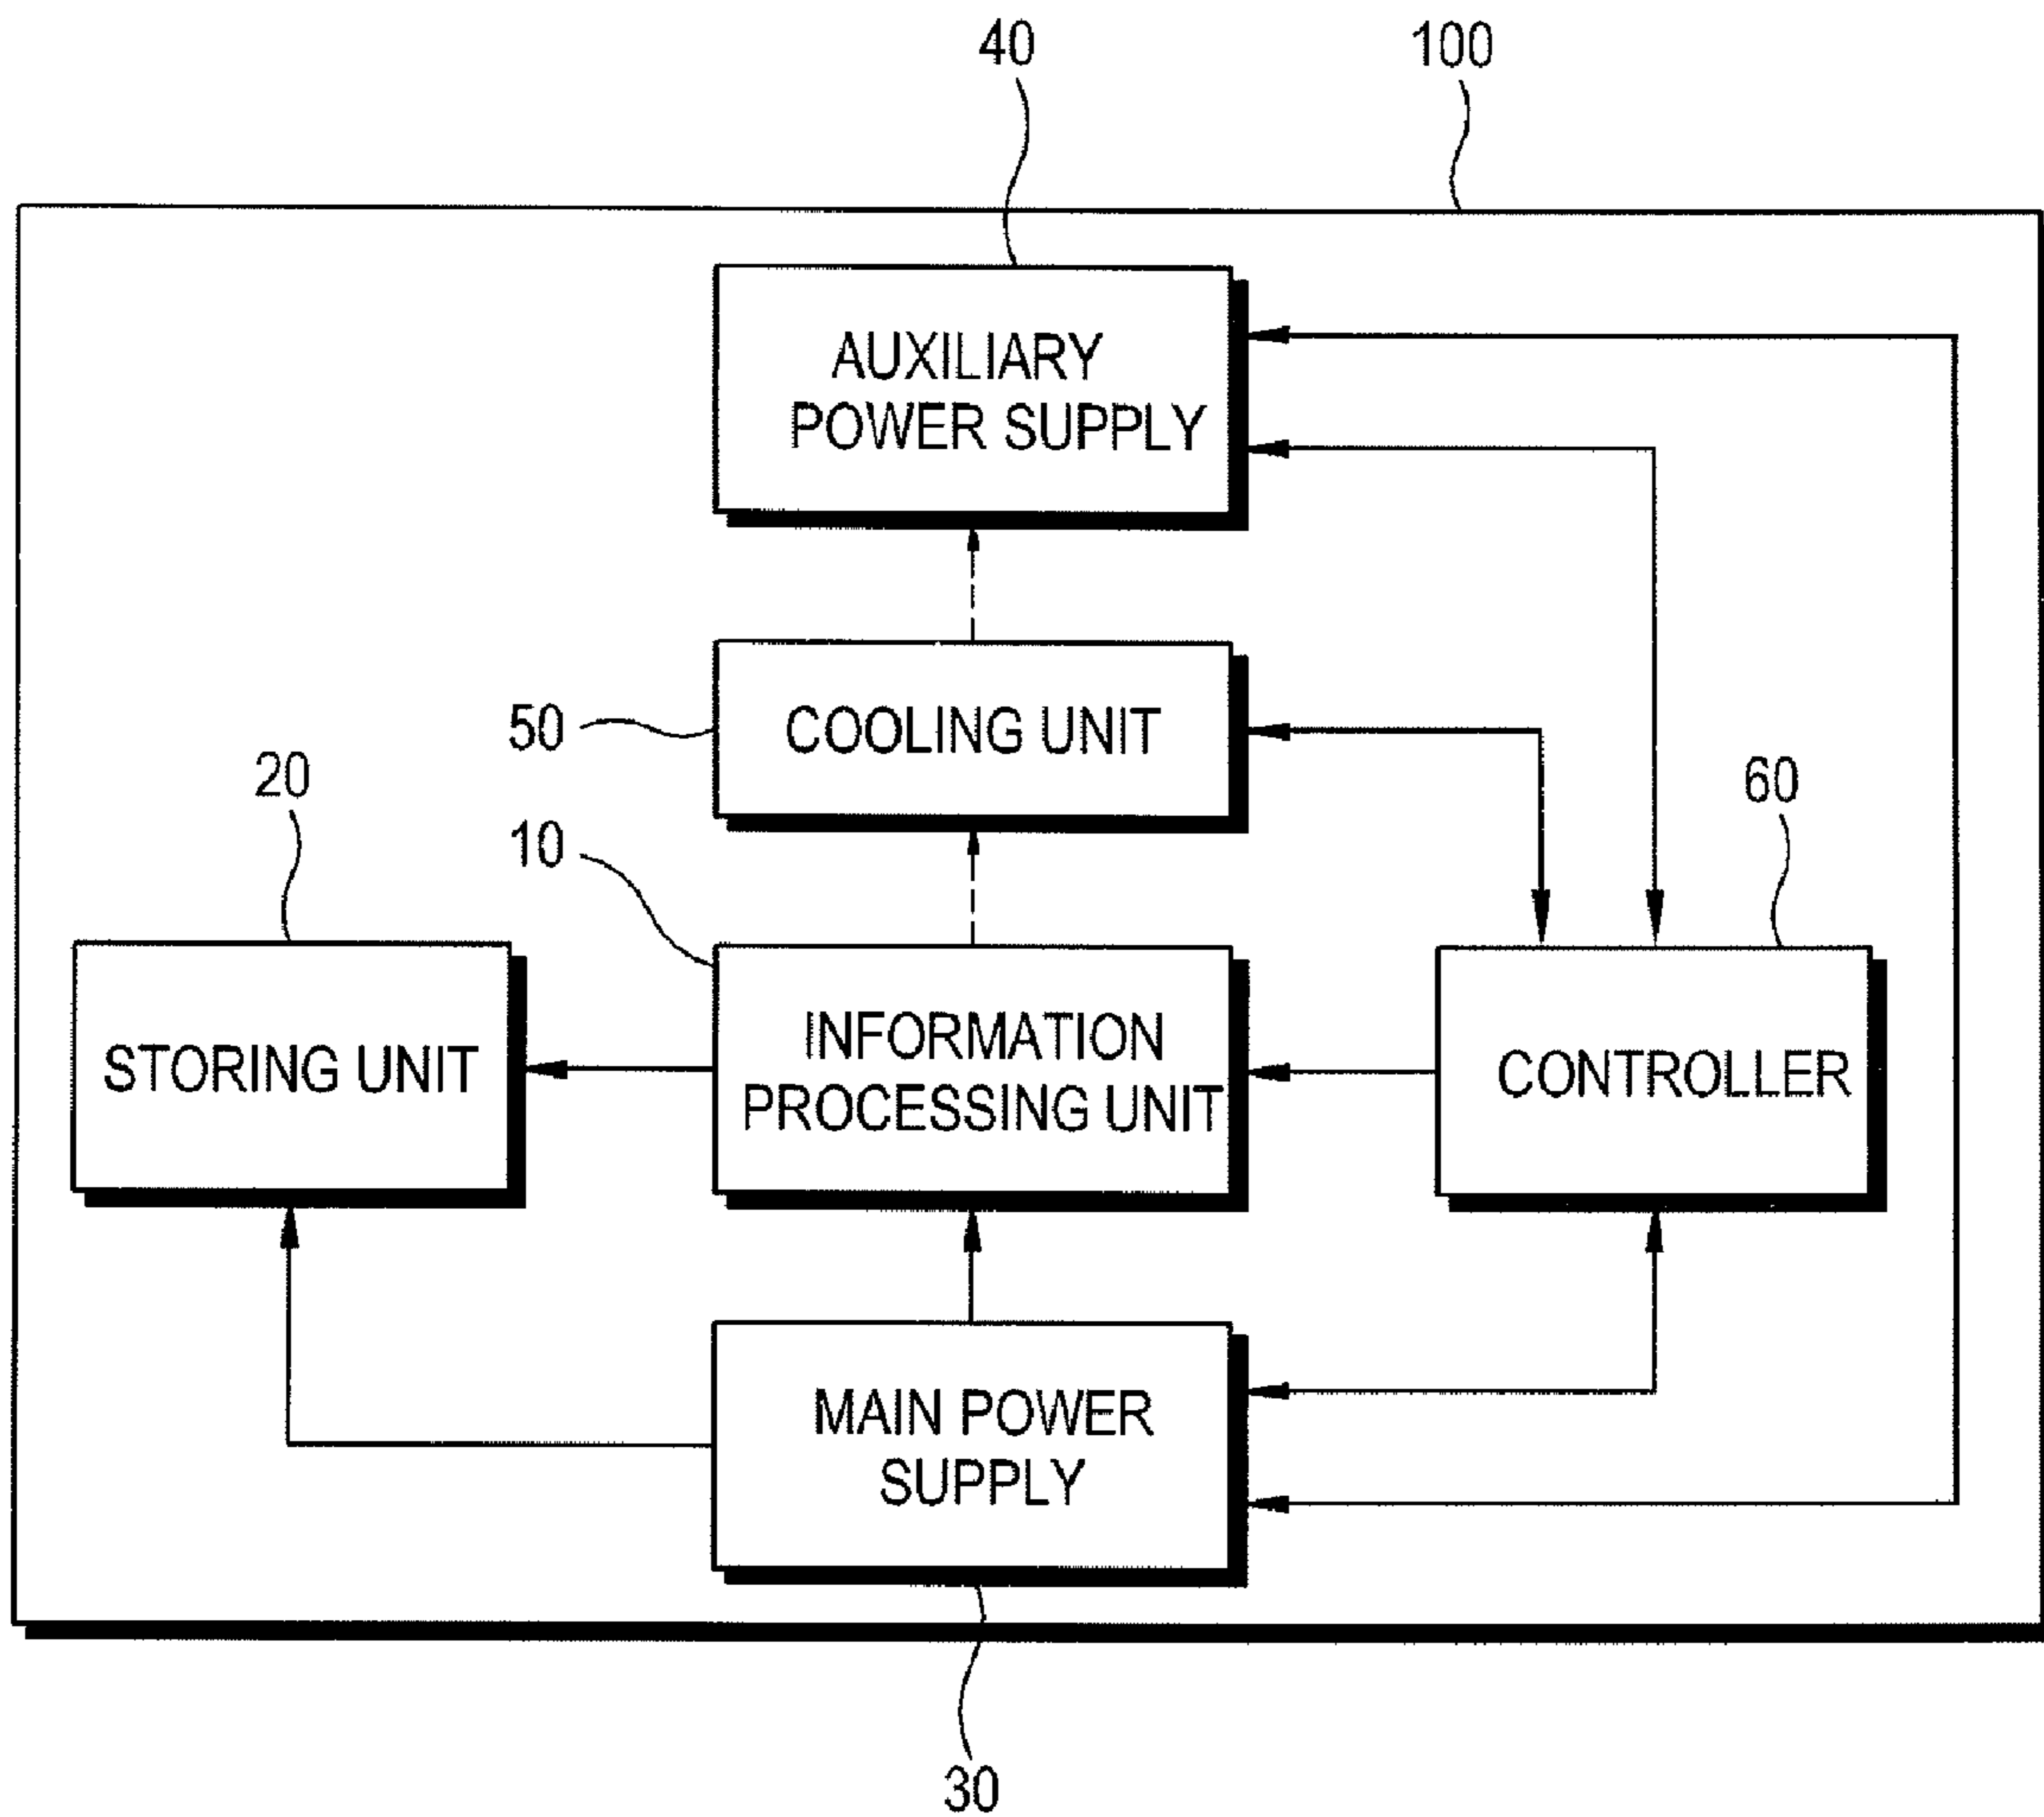 40
100
AUXILIARY
POWER SUPPLY
50
COOLING UNIT
20
60
10
STORING UNIT
INFORMATION
PROCESSING UNIT
CONTROLLER
MAIN POWER
SUPPLY
30